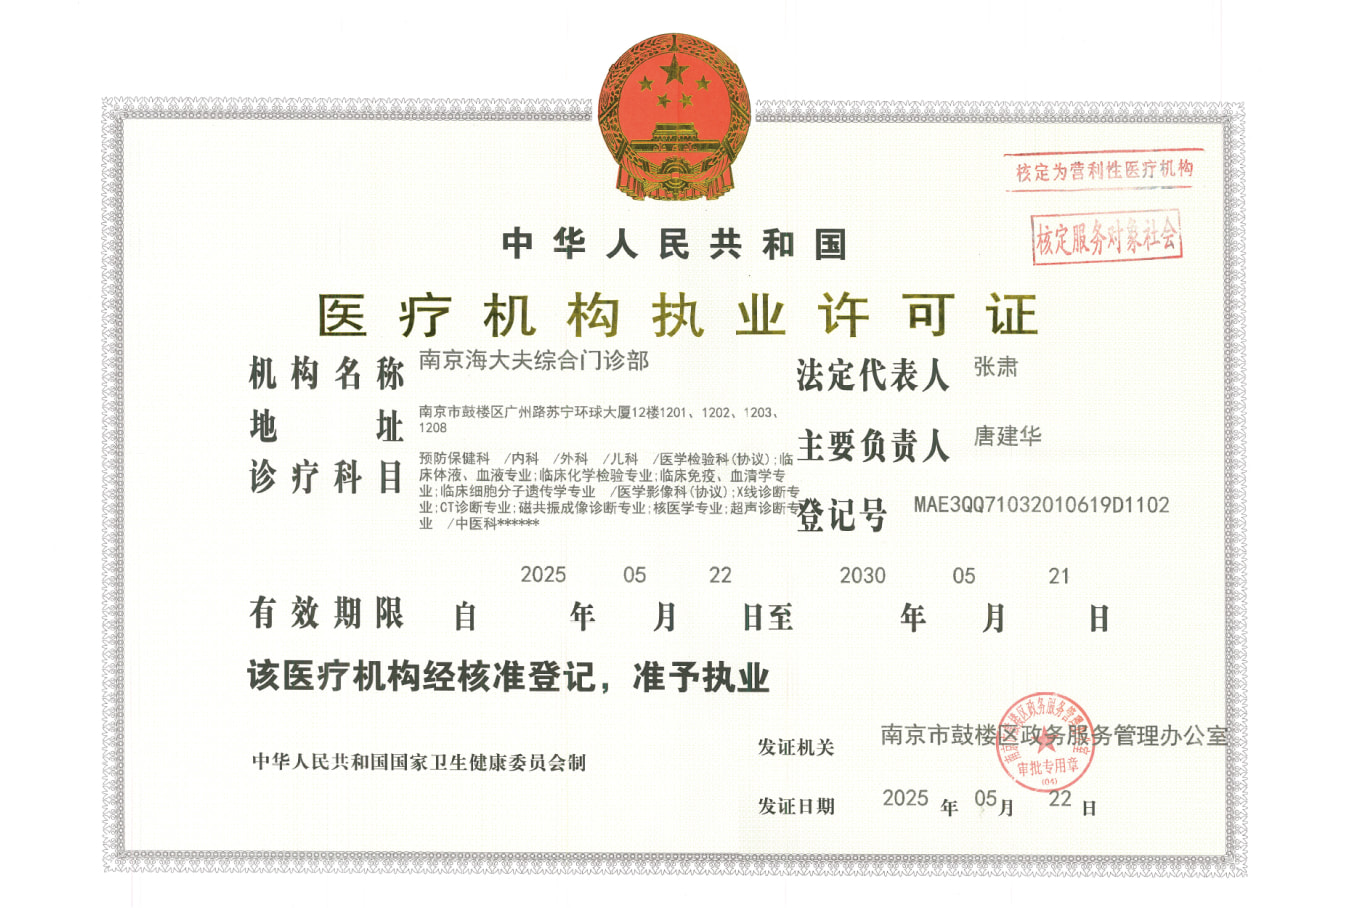 核定为营利性医疗机构
核定服务对象社会
中华人民共和国
医疗机构执业许可证
机构名称 南京海大夫综合门诊部
法定代表人 张肃
地址 南京市鼓楼区广州路苏宁环球大厦12楼1201、1202、1203、
1208
主要负责人 唐建华
诊疗科目 预防保健科 /内科 /外科 /儿科 /医学检验科(协议);临
床体液、血液专业;临床化学检验专业;临床免疫、血清学专
业;临床细胞分子遗传学专业 /医学影像科(协议);X线诊断专
业;CT诊断专业;磁共振成像诊断专业;核医学专业;超声诊断专
业 /中医科******
登记号 MAE3QQ71032010619D1102
有效期限 自 2025 年 05 月 22 日至 2030 年 05 月 21 日
该医疗机构经核准登记，准予执业
中华人民共和国国家卫生健康委员会制
发证机关 南京市鼓楼区政务服务管理办公室
审批专用章
(04)
发证日期 2025 年 05 月 22 日